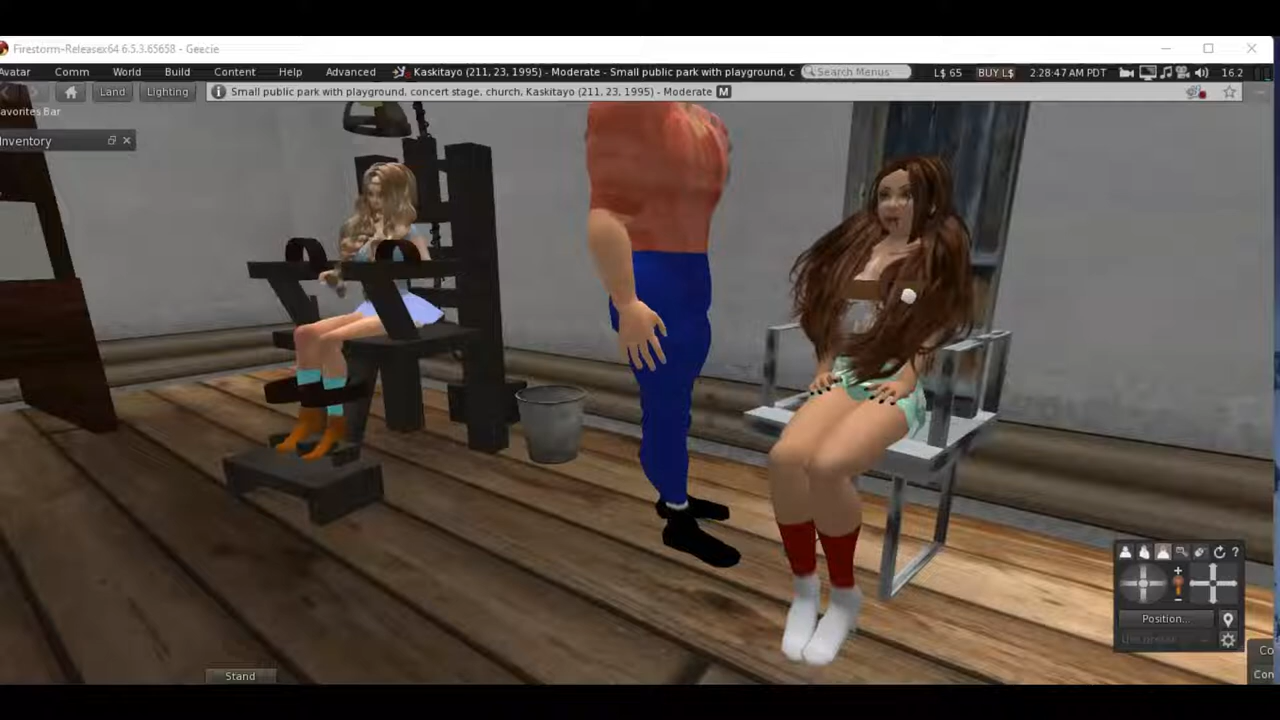 Firestorm-Releasex64 6.5.3.65658 - Geecie
Avatar Comm World Build Content Help Advanced Kaskitayo (211, 23, 1995) - Moderate - Small public park with playground, c Search Menus L$ 65 BUY L$ 2:28:47 AM PDT 16.2
Land Lighting Small public park with playground, concert stage, church, Kaskitayo (211, 23, 1995) - Moderate M
avorites Bar
Inventory
?
+
-
Position...
Co
Stand
Con